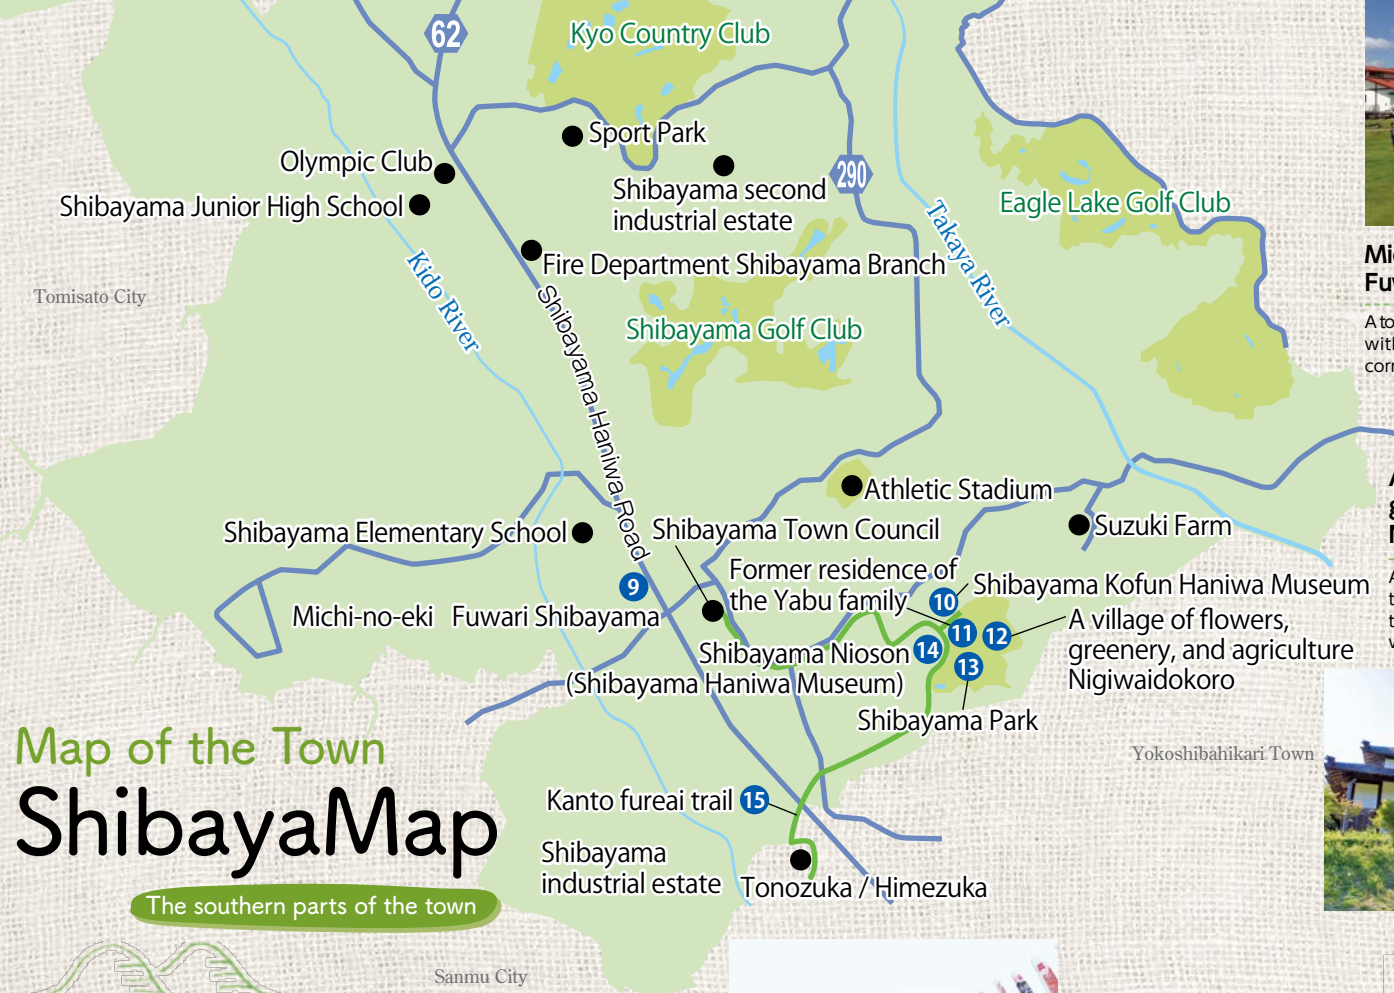 62
Kyo Country Club
Sport Park
Olympic Club
290
Shibayama second
industrial estate
Shibayama Junior High School
Eagle Lake Golf Club
Takaya River
Kido River
Fire Department Shibayama Branch
Tomisato City
Shibayama Haniwa Road
Shibayama Golf Club
Athletic Stadium
Suzuki Farm
Shibayama Elementary School
Shibayama Town Council
Former residence of
the Yabu family
10
Shibayama Kofun Haniwa Museum
9
Michi-no-eki Fuwari Shibayama
11
12
A village of flowers,
greenery, and agriculture
Nigiwaidokoro
Shibayama Nioson
(Shibayama Haniwa Museum)
14
13
Shibayama Park
Yokoshibahikari Town
Map of the Town
ShibayaMap
The southern parts of the town
Kanto fureai trail 15
Shibayama
industrial estate
Tonozuka / Himezuka
Sanmu City